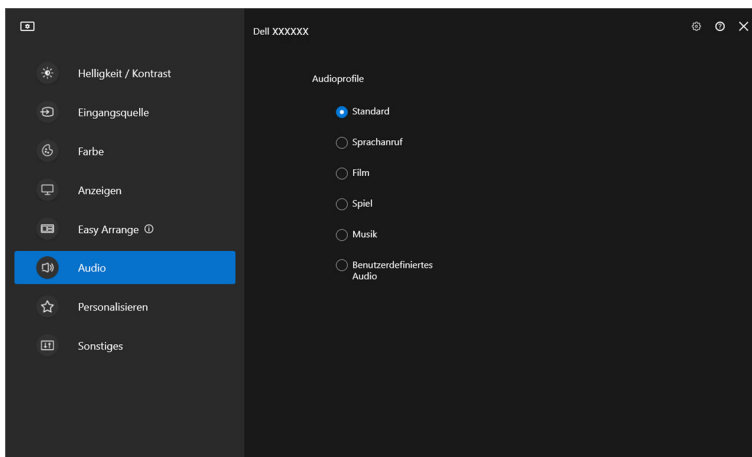 Dell XXXXXX
Helligkeit / Kontrast
Eingangsquelle
Farbe
Anzeigen
Easy Arrange
Audio
Personalisieren
Sonstiges
Audioprofile
Standard
Sprachanruf
Film
Spiel
Musik
Benutzerdefiniertes
Audio